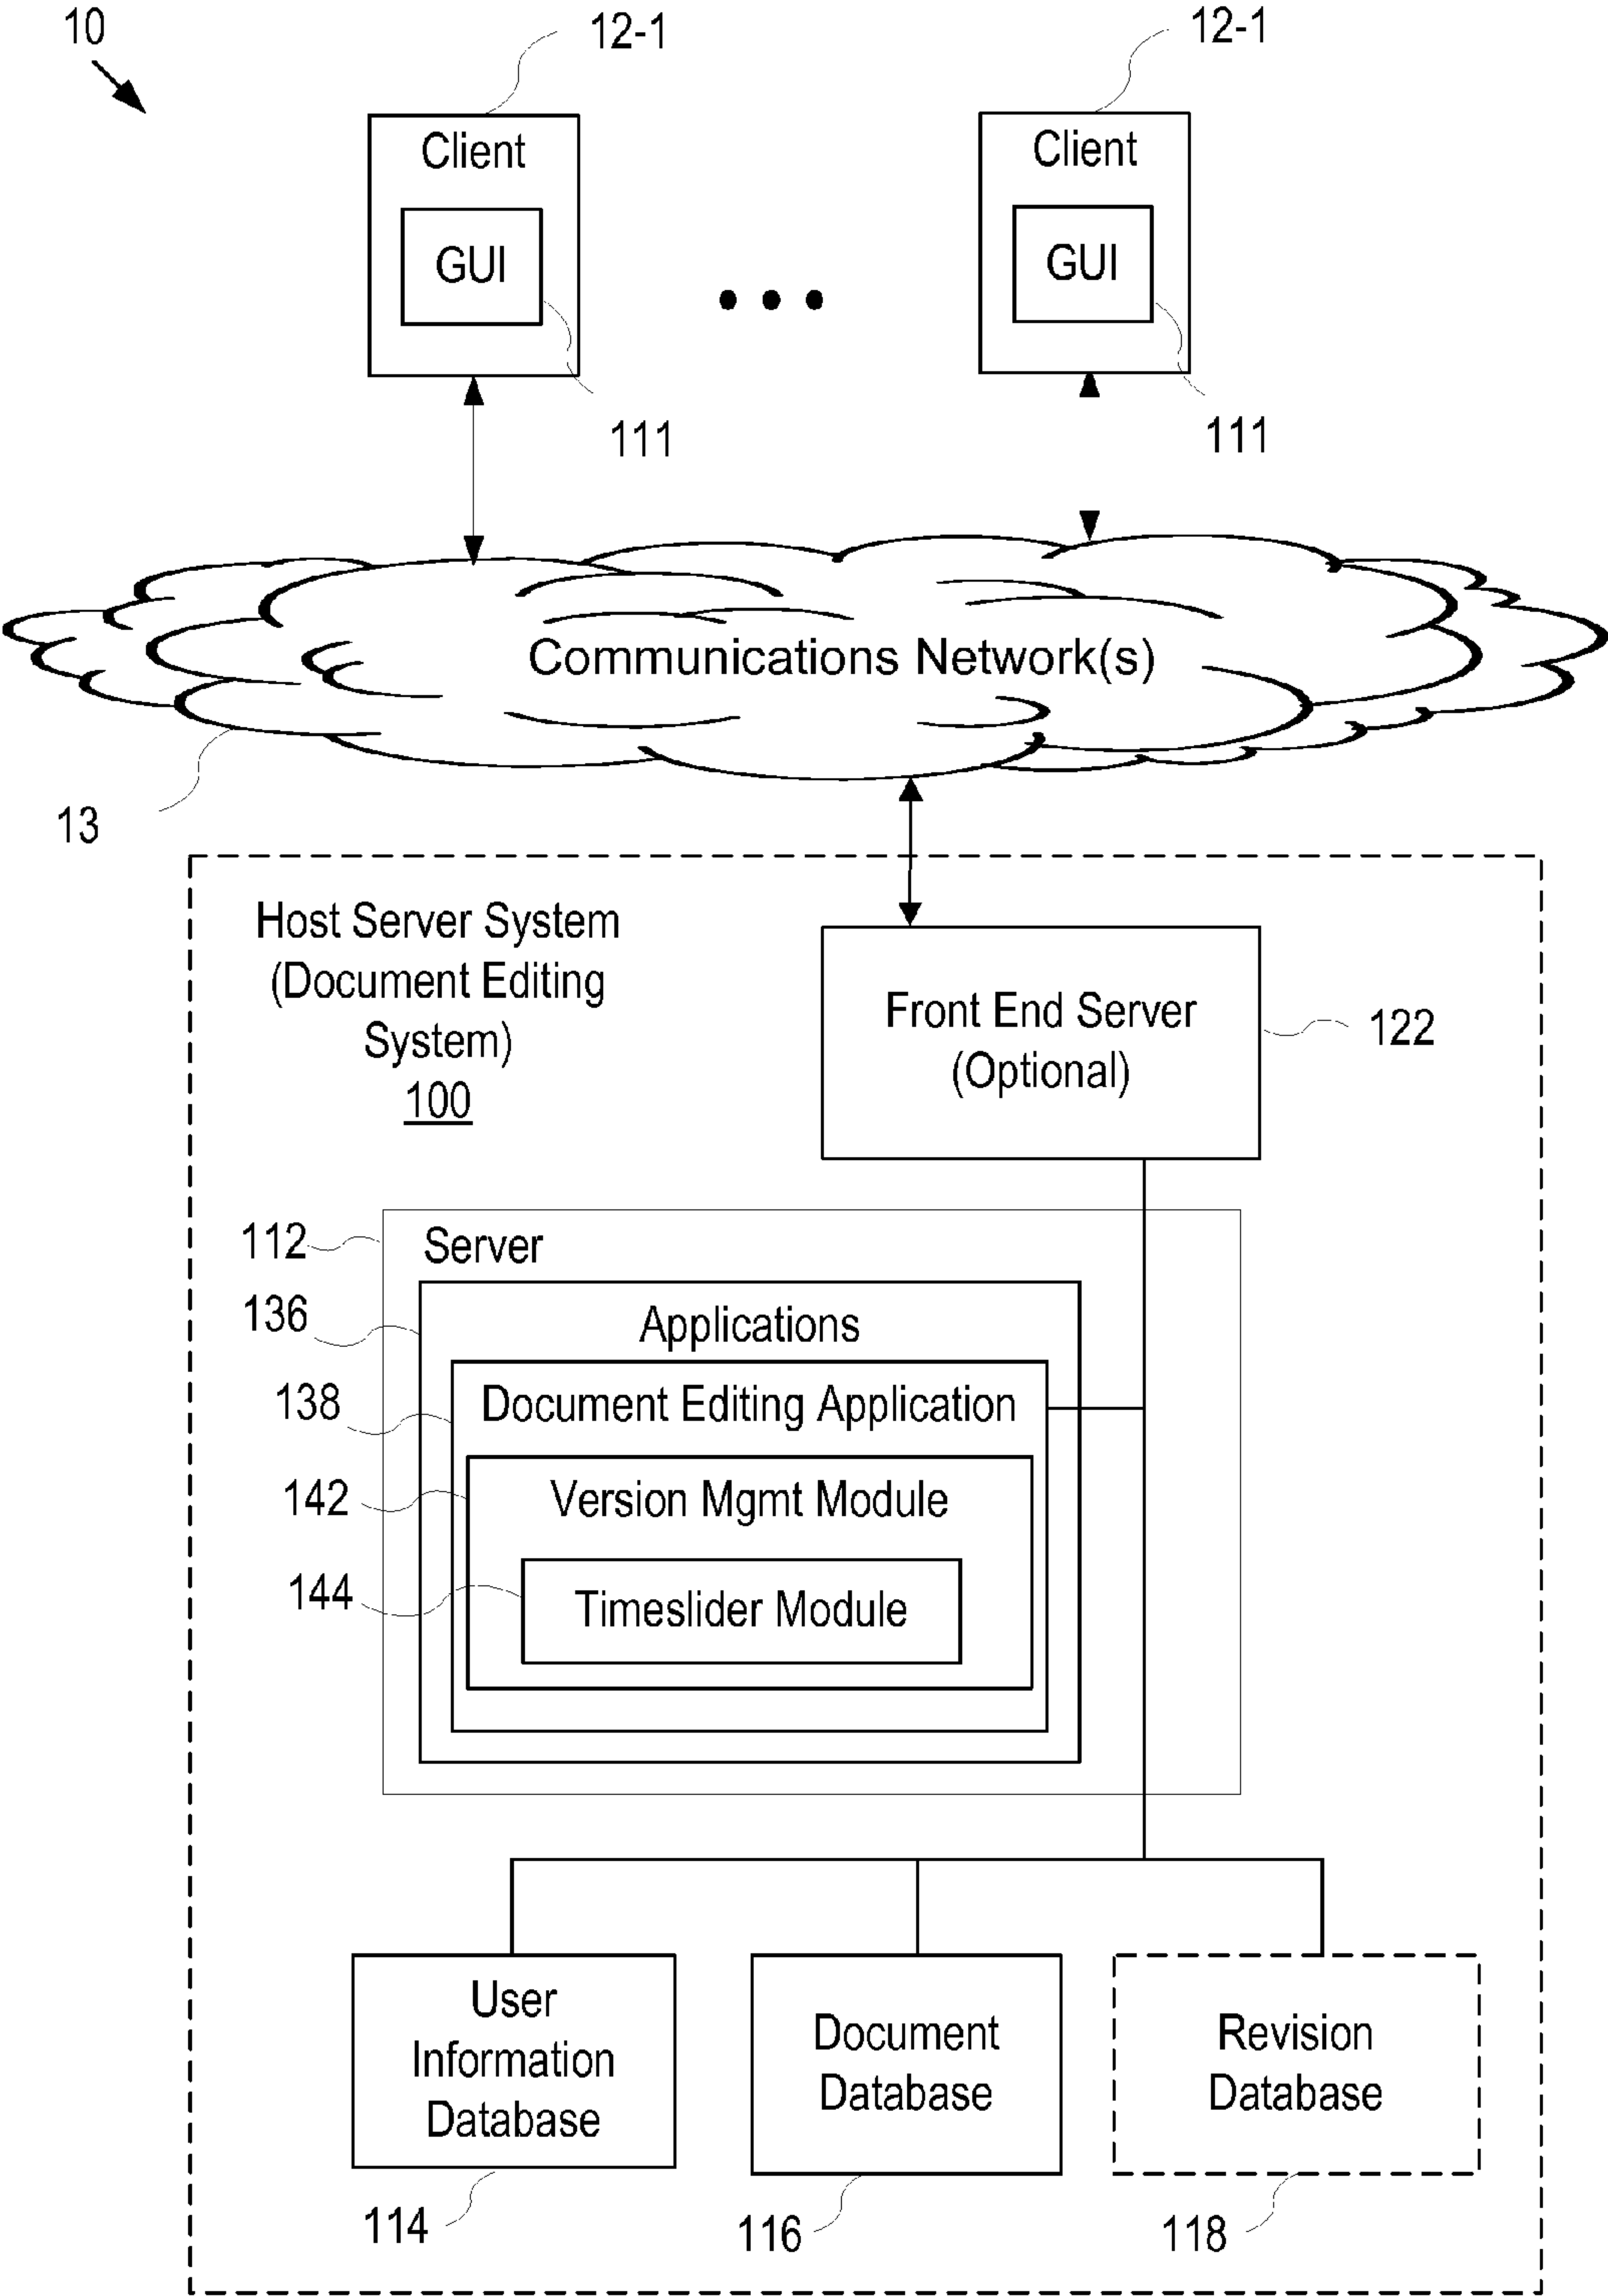 10
12-1
12-1
Client
Client
GUI
GUI
111
111
Communications Network(s)
13
Host Server System
(Document Editing
System)
100
Front End Server
(Optional)
122
112
Server
136
Applications
138
Document Editing Application
142
Version Mgmt Module
144
Timeslider Module
User
Information
Database
Document
Database
Revision
Database
114
116
118